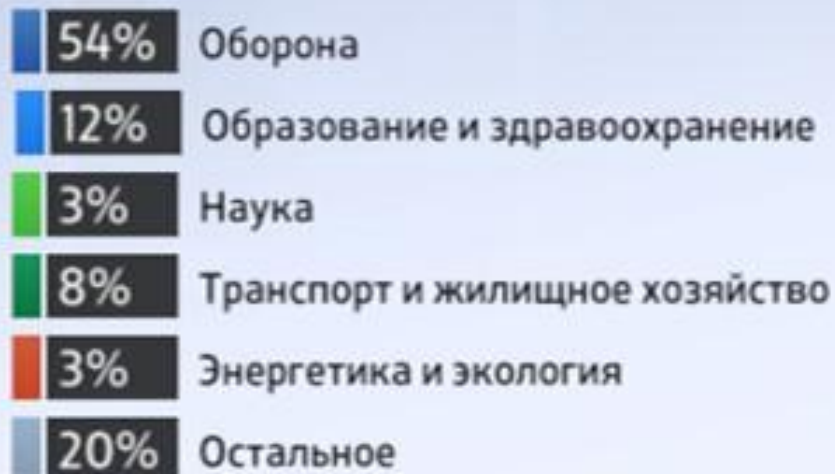 54% Оборона
12% Образование и здравоохранение
3% Наука
8% Транспорт и жилищное хозяйство
3% Энергетика и экология
20% Остальное